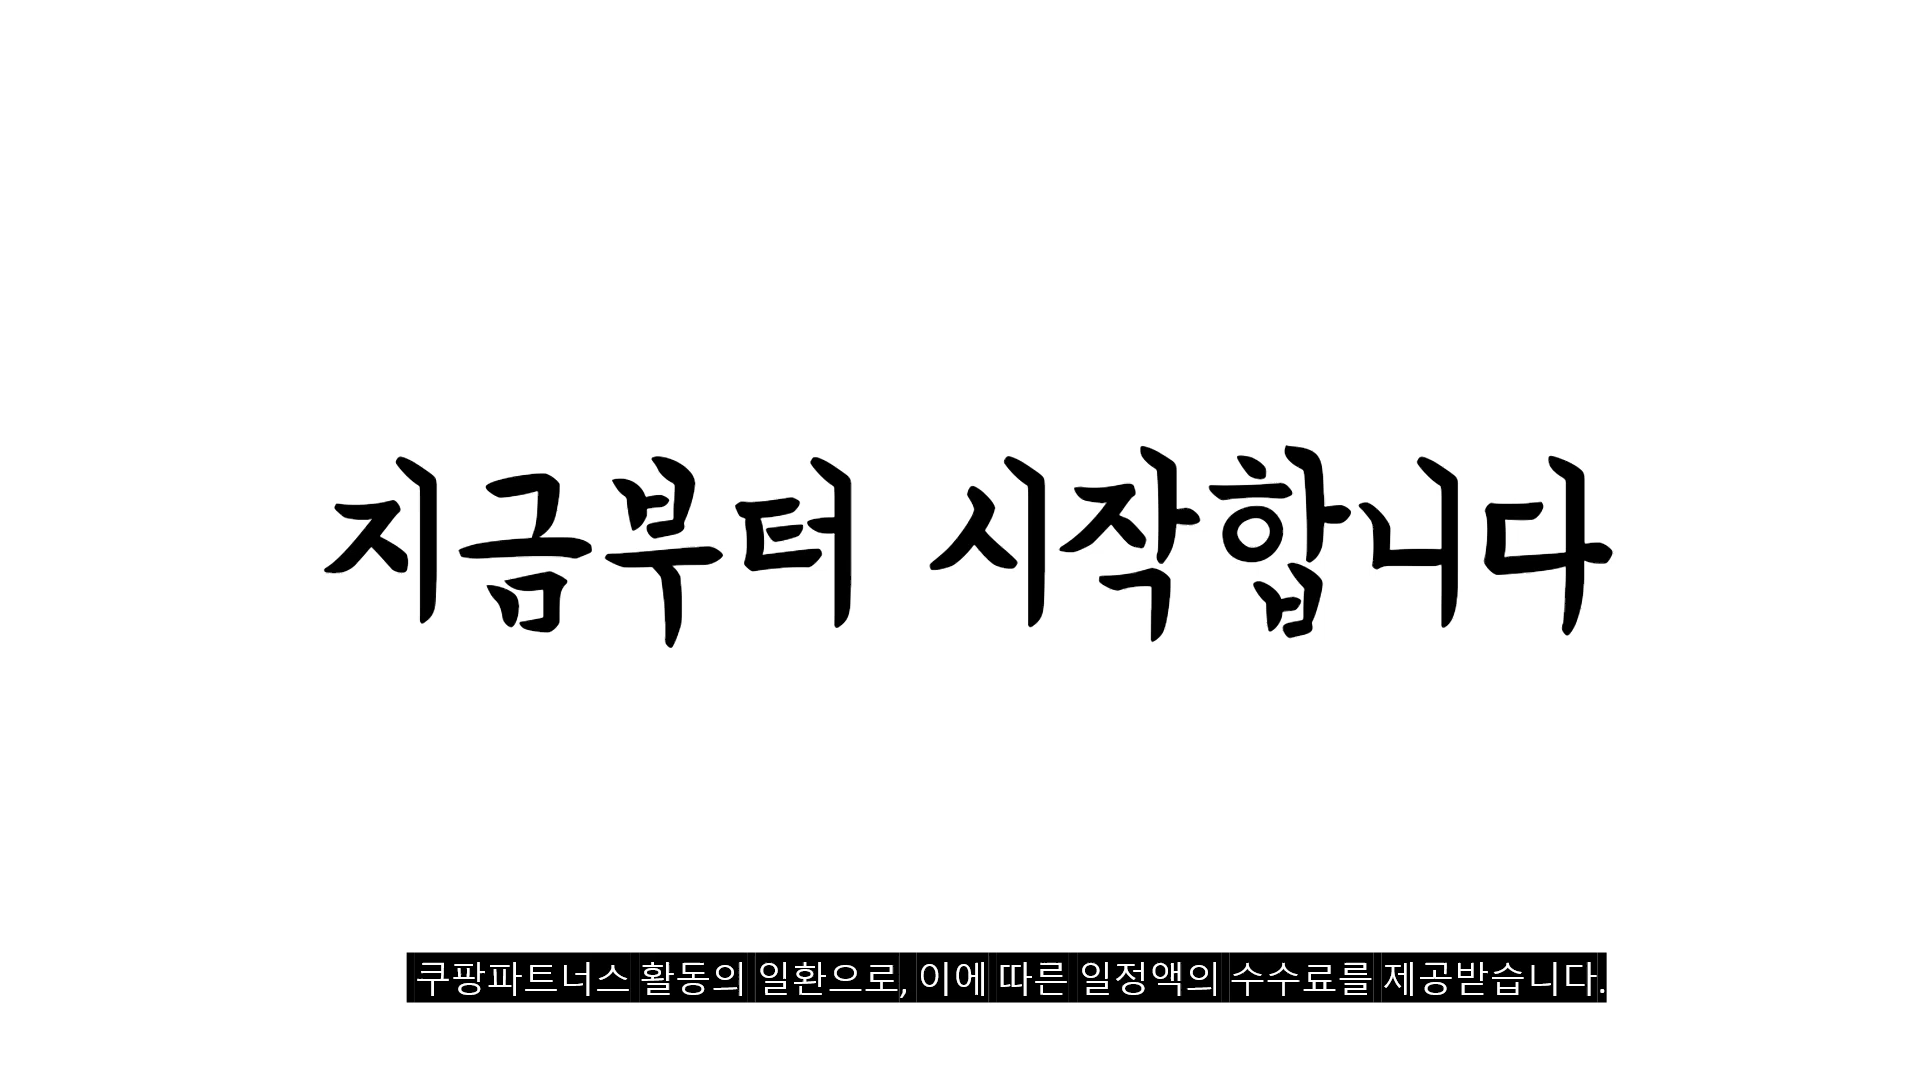 지금부터 시작합니다
쿠팡파트너스 활동의 일환으로, 이에 따른 일정액의 수수료를 제공받습니다.